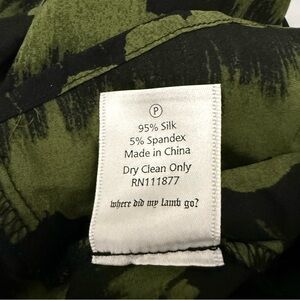 P
95% Silk
5% Spandex
Made in China
Dry Clean Only
RN111877
where did my lamb go?